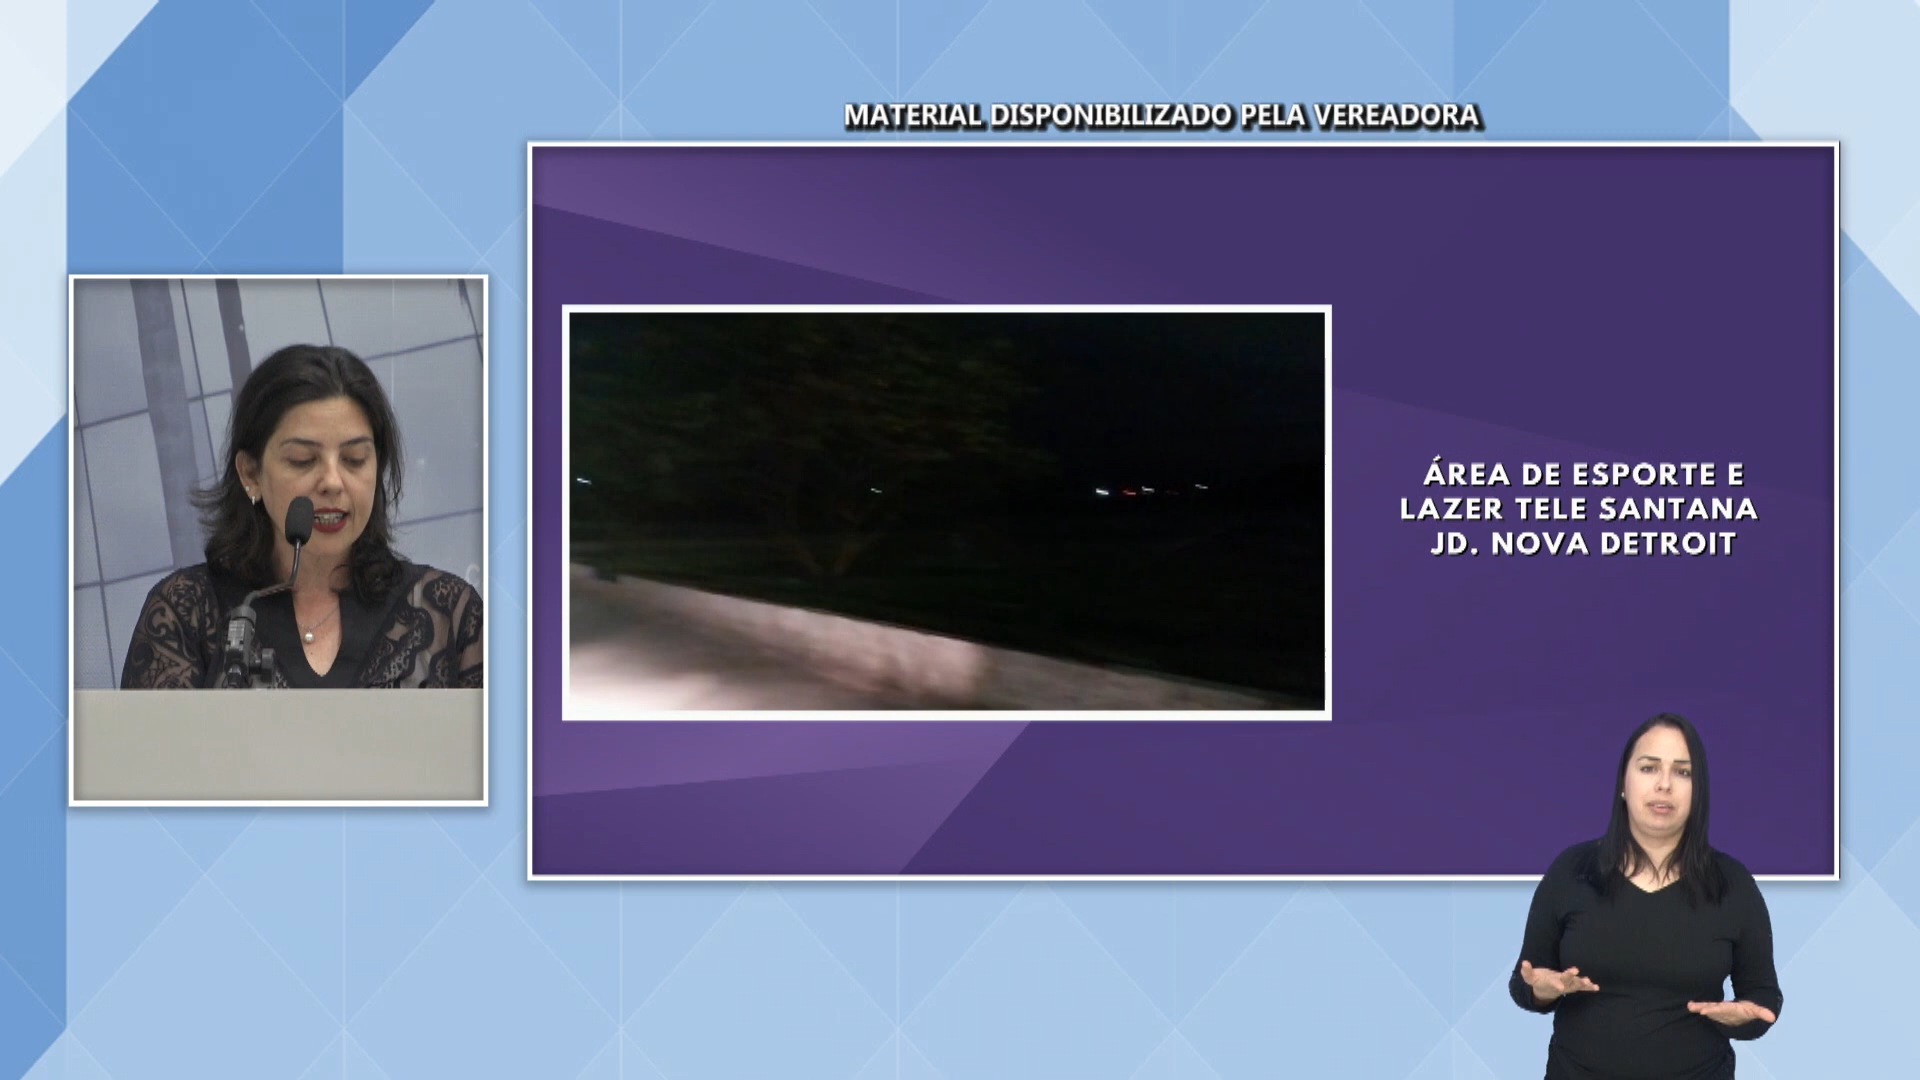 MATERIAL DISPONIBILIZADO PELA VEREADORA
ÁREA DE ESPORTE E
LAZER TELE SANTANA
JD. NOVA DETROIT